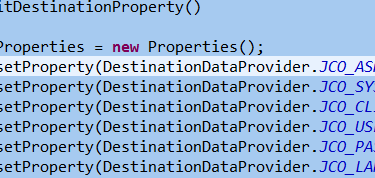 itDestinationProperty()
Properties = new Properties();
setProperty(DestinationDataProvider.JCO_AS
setProperty(DestinationDataProvider.JCO_SY
setProperty(DestinationDataProvider.JCO_CL
setProperty(DestinationDataProvider.JCO_US
setProperty(DestinationDataProvider.JCO_PA
setProperty(DestinationDataProvider.JCO_LA